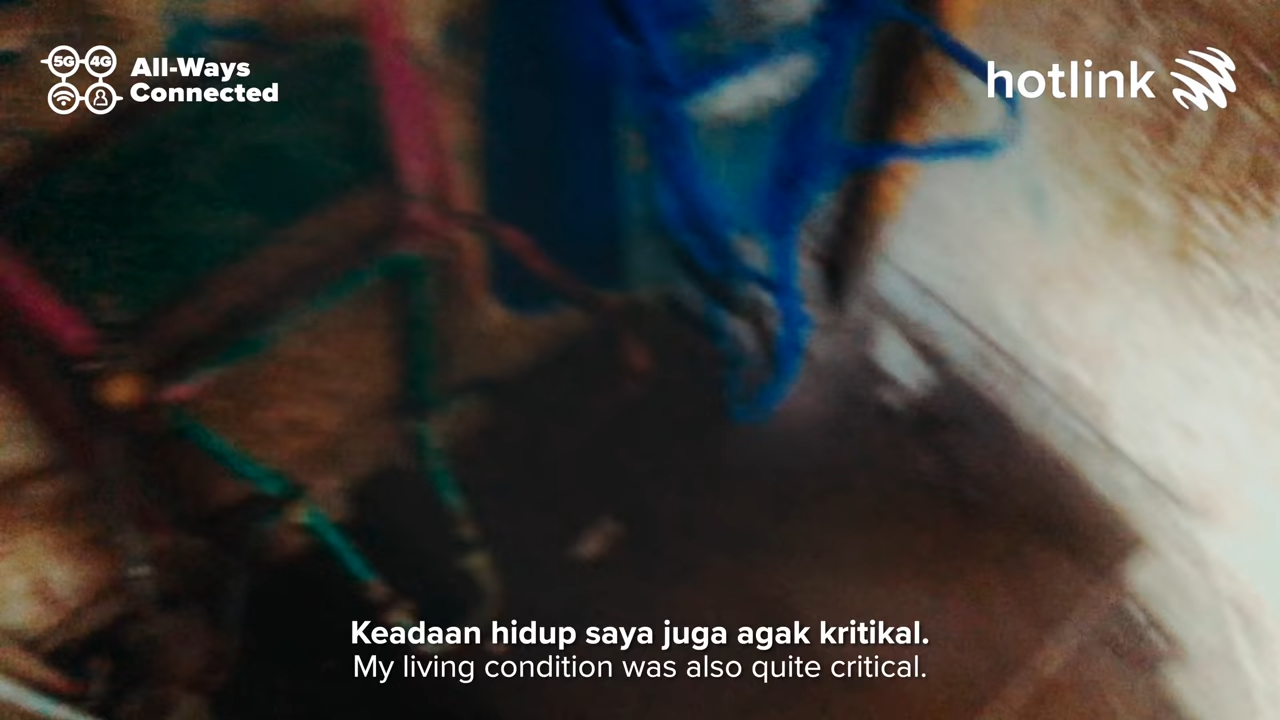 5G 4G
All-Ways
Connected
hotlink
Keadaan hidup saya juga agak kritikal.
My living condition was also quite critical.